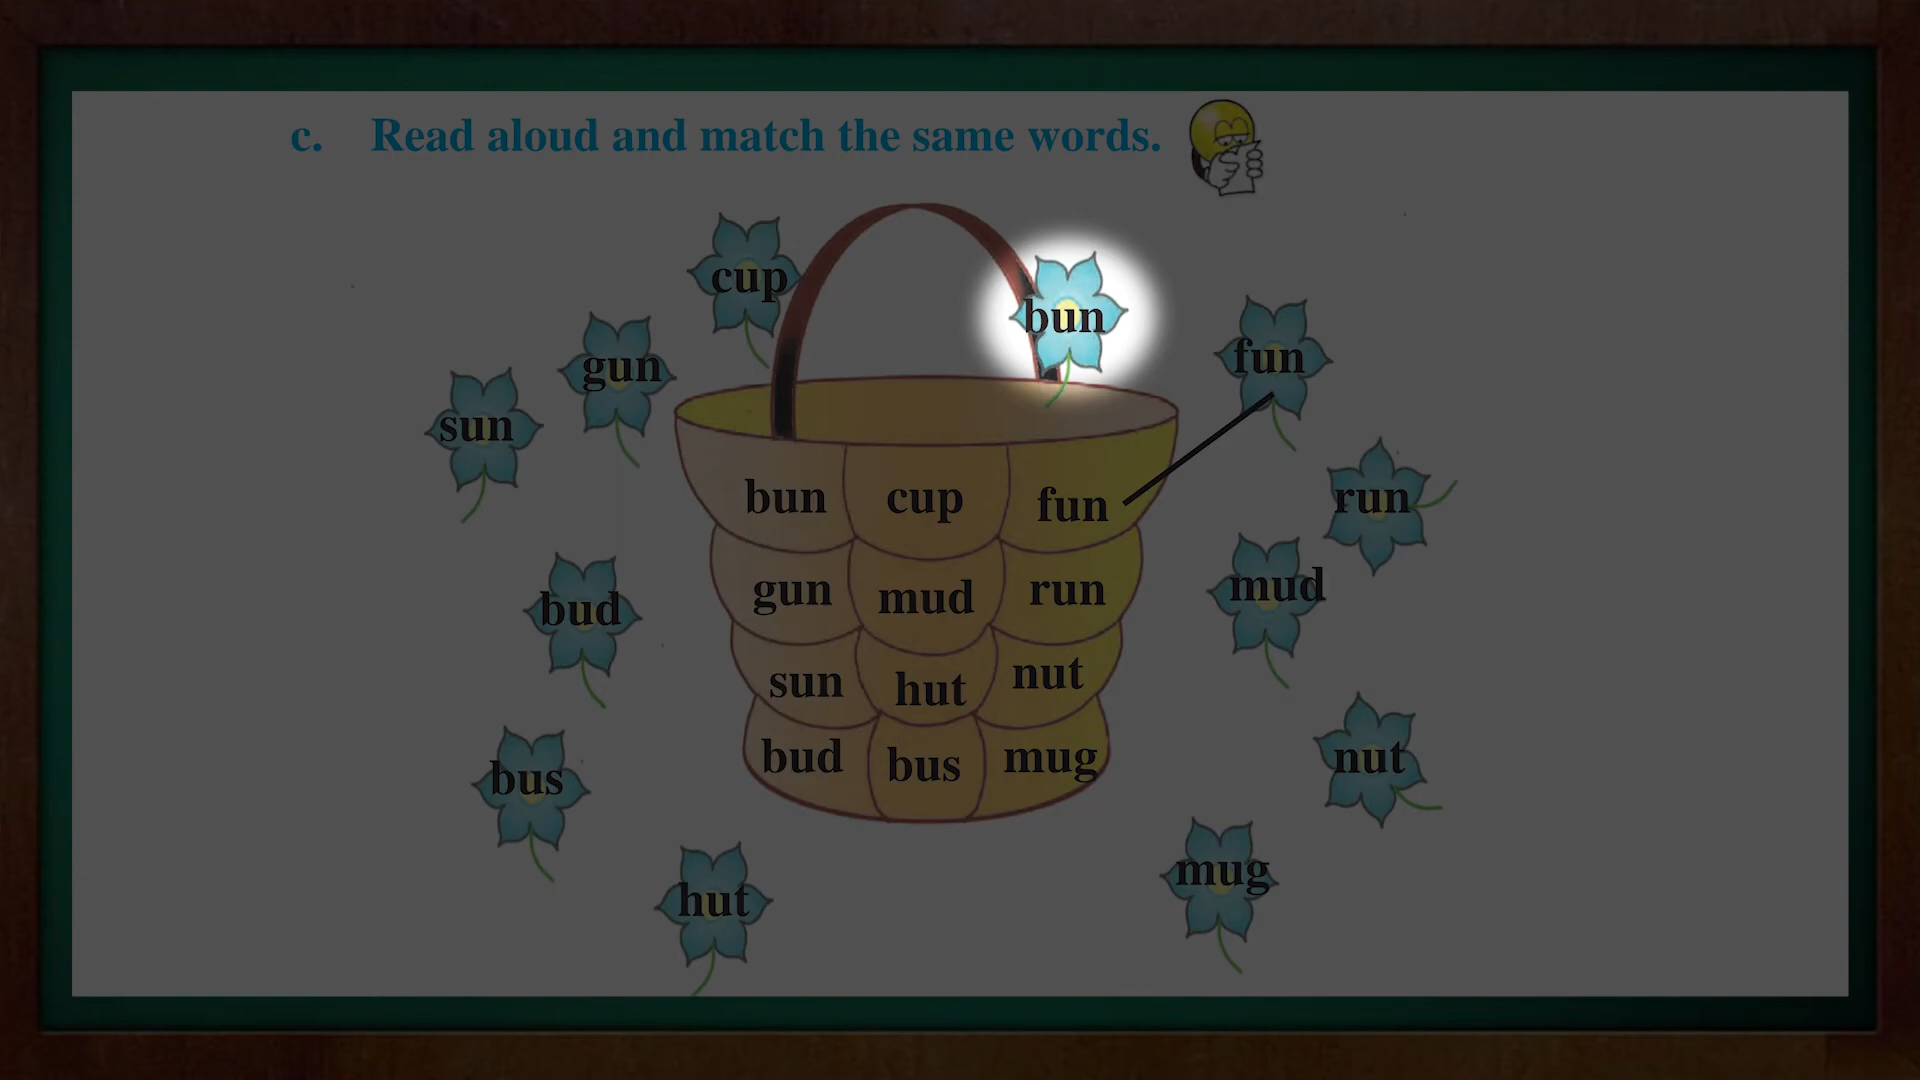 c. Read aloud and match the same words.
cup
bun
gun
fun
sun
run
bun cup fun
gun mud run
sun hut nut
bud bus mug
bud
mud
bus
nut
hut
mug